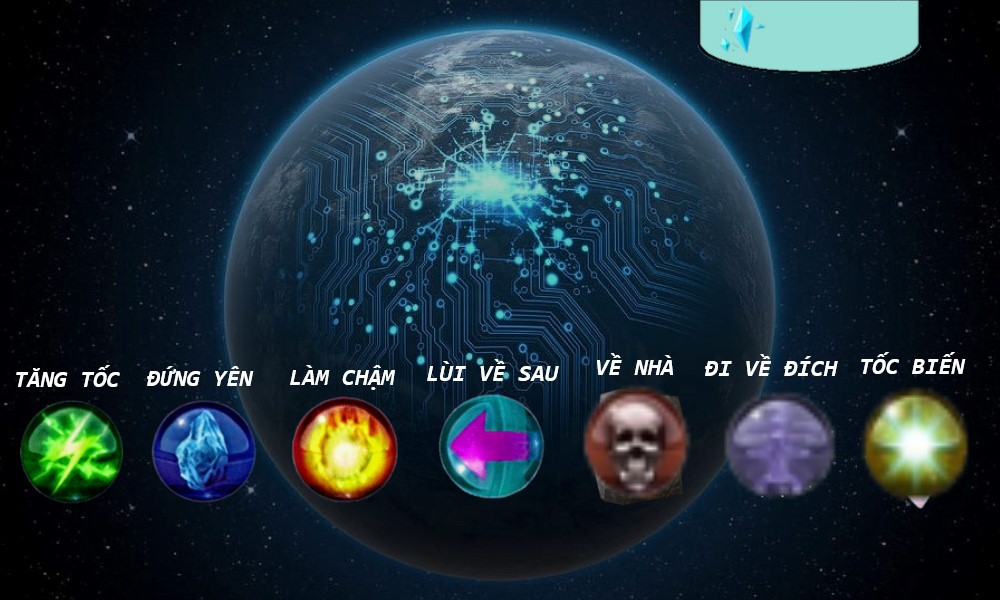 TĂNG TỐC
ĐỨNG YÊN
LÀM CHẬM
LÙI VỀ SAU
VỀ NHÀ
ĐI VỀ ĐÍCH
TỐC BIẾN